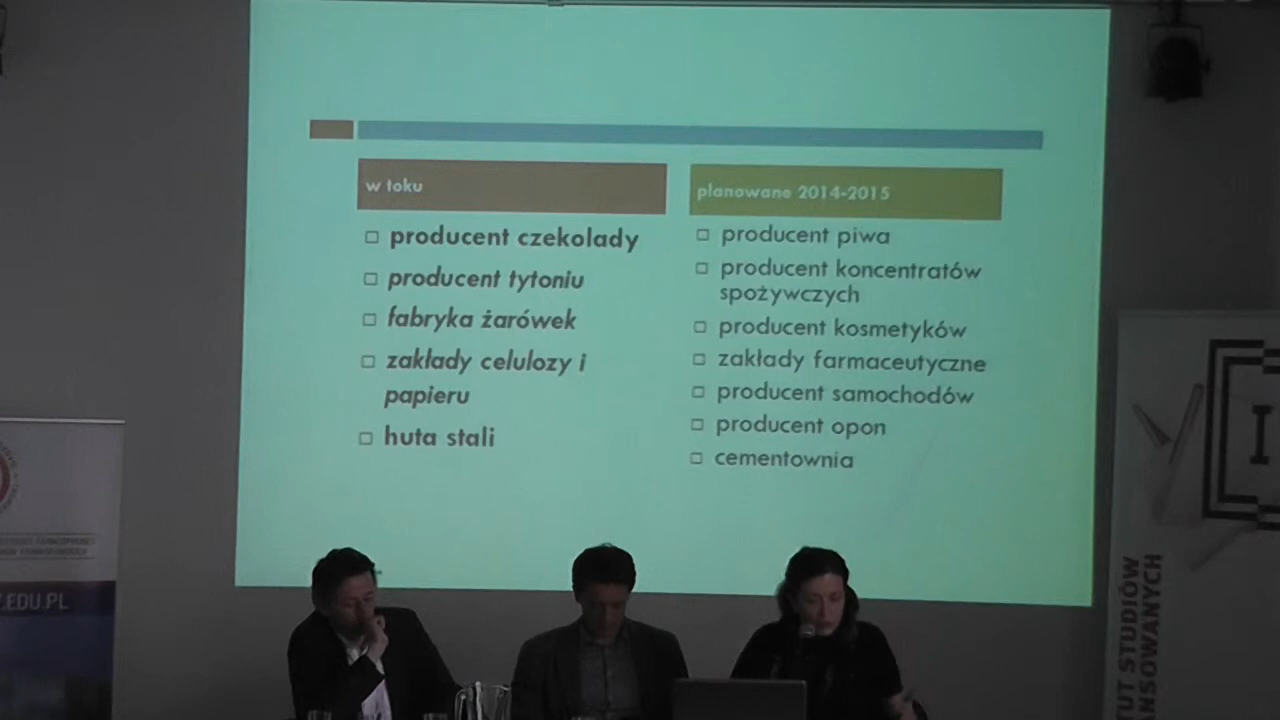 w toku
producent czekolady
producent tytoniu
fabryka żarówek
zakłady celulozy i
papieru
huta stali
planowane 2014-2015
producent piwa
producent koncentratów
spożywczych
producent kosmetyków
zakłady farmaceutyczne
producent samochodów
producent opon
cementownia
.EDU.PL
TUT STUDIÓW
NSOWANYCH